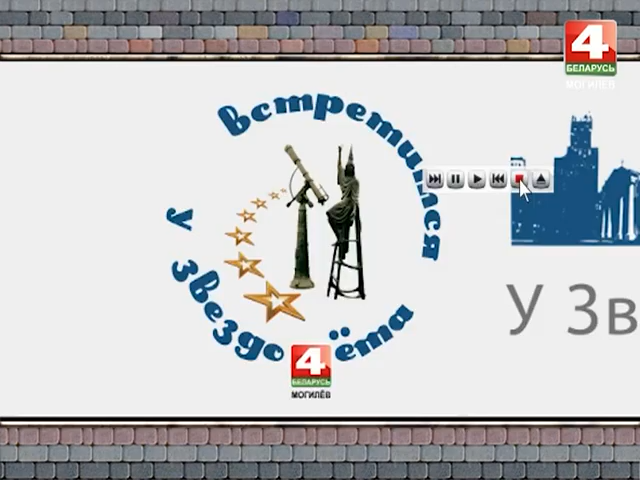 4
БЕЛАРУСЬ
МОГИЛЁВ
встретимся
у звездочёта
4
БЕЛАРУСЬ
МОГИЛЁВ
У Зв